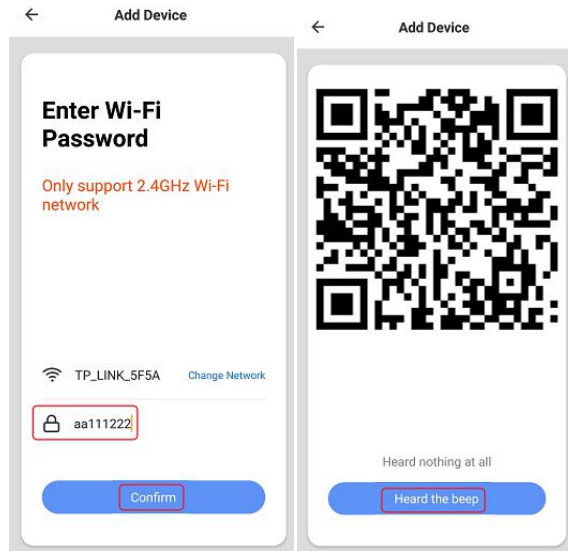 Add Device
Enter Wi-Fi
Password
Only support 2.4GHz Wi-Fi
network
TP_LINK_5F5A
Change Network
aa111222
Confirm
Add Device
Heard nothing at all
Heard the beep